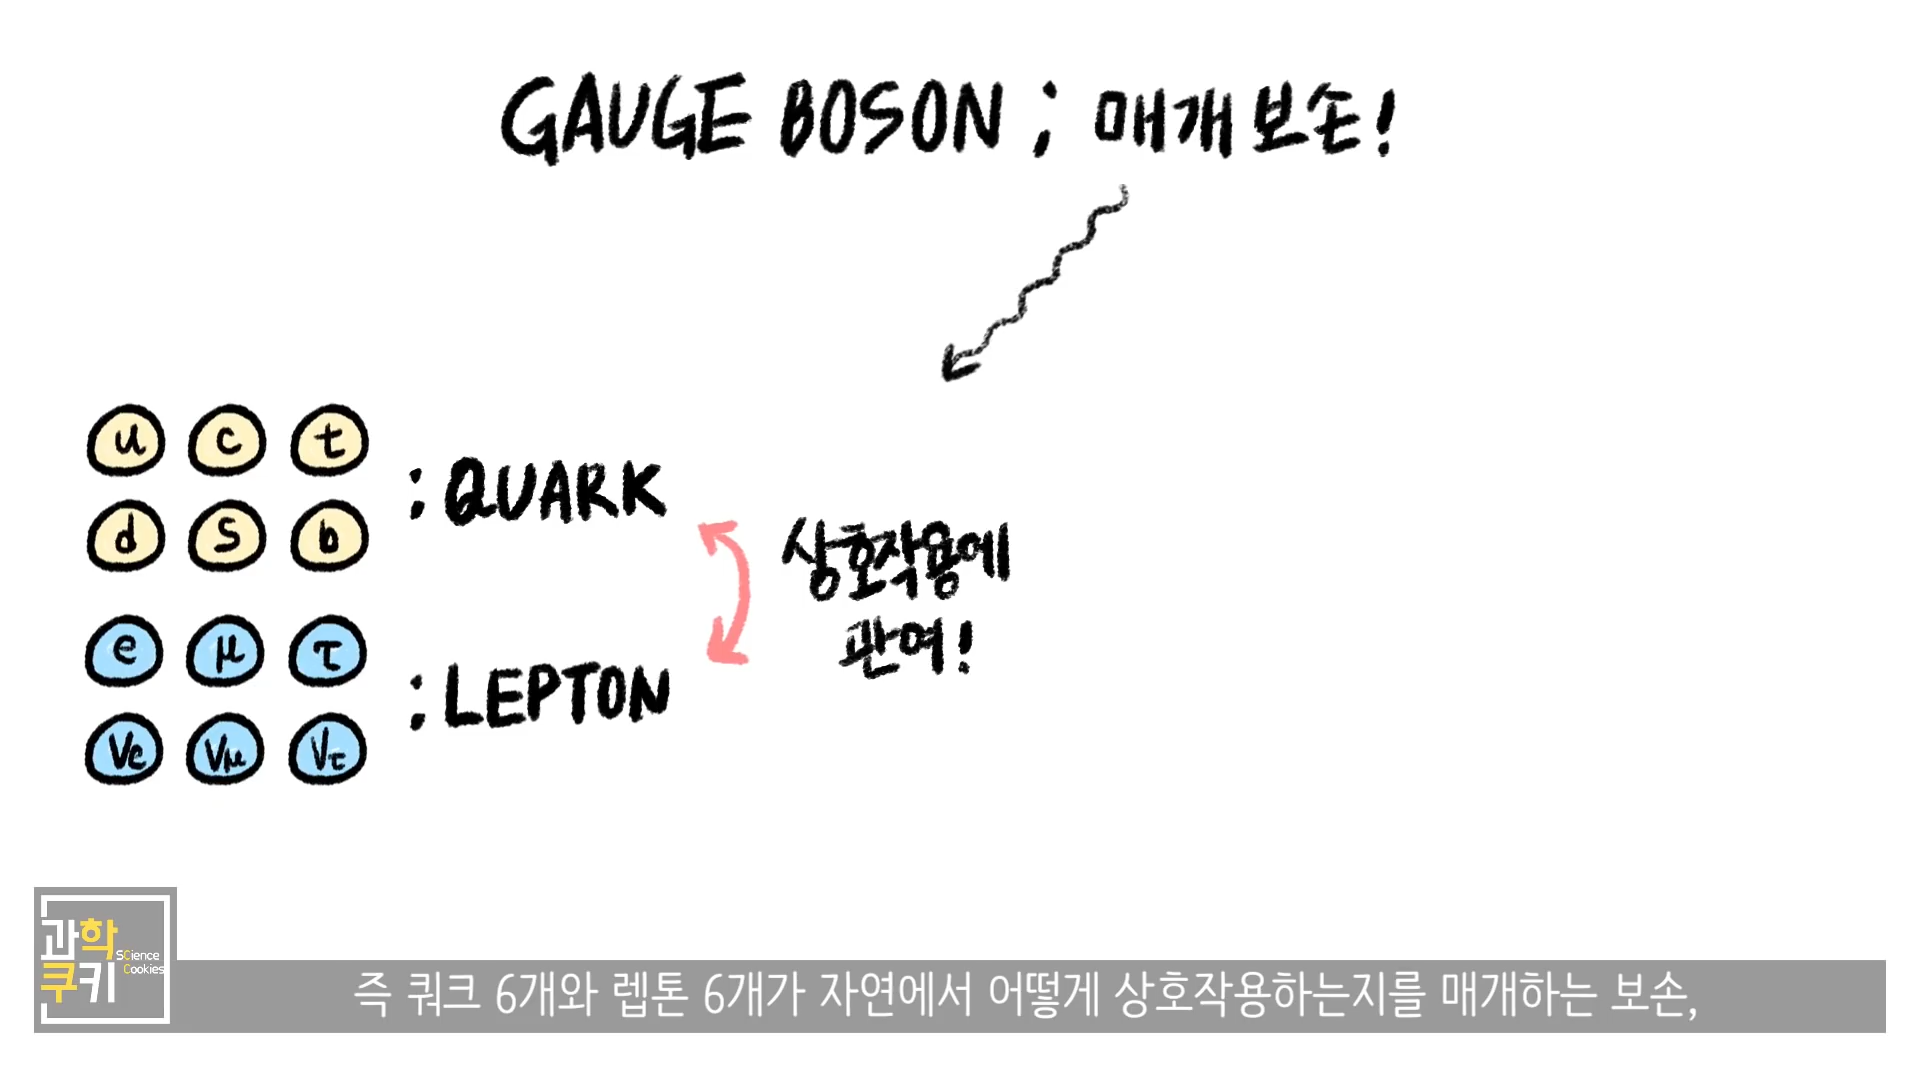 GAUGE BOSON ; 매개 보손!
u c t
: QUARK
d s b
상호작용에
관여!
e μ τ
: LEPTON
νe νμ ντ
과학
쿠키
SCience
Cookies
즉 쿼크 6개와 렙톤 6개가 자연에서 어떻게 상호작용하는지를 매개하는 보손,